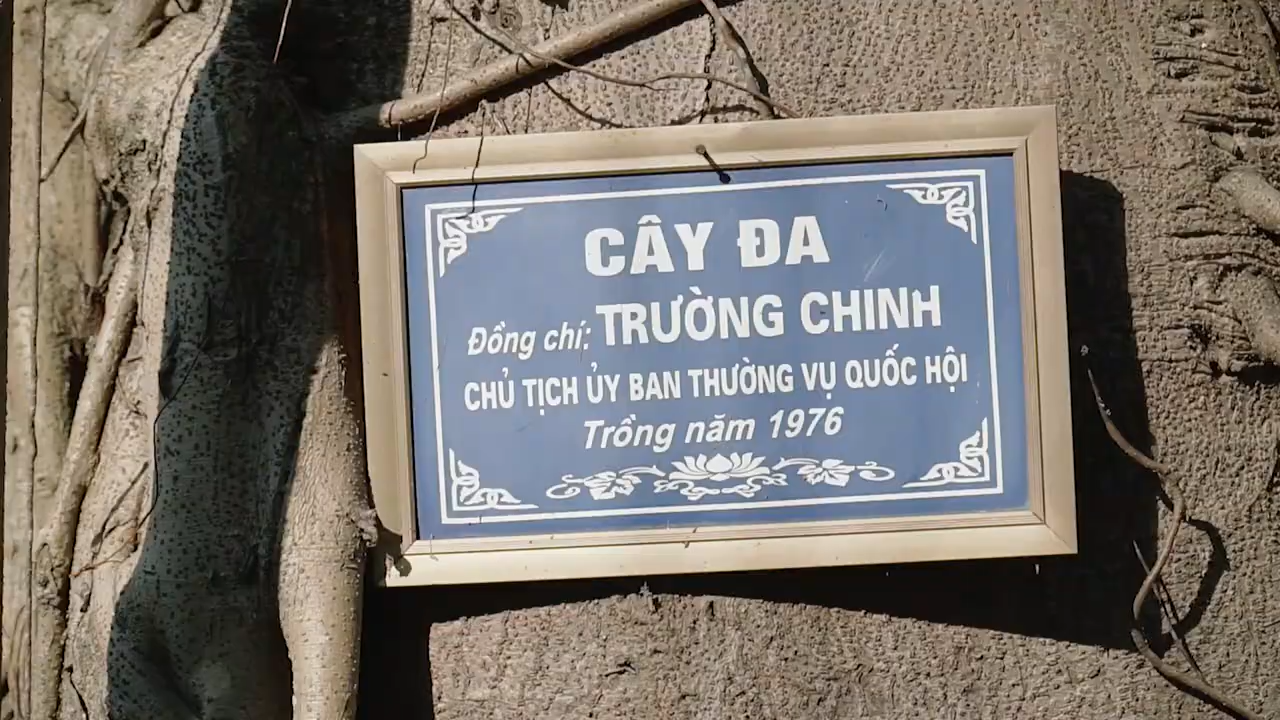 CÂY ĐA
Đồng chí: TRƯỜNG CHINH
CHỦ TỊCH ỦY BAN THƯỜNG VỤ QUỐC HỘI
Trồng năm 1976